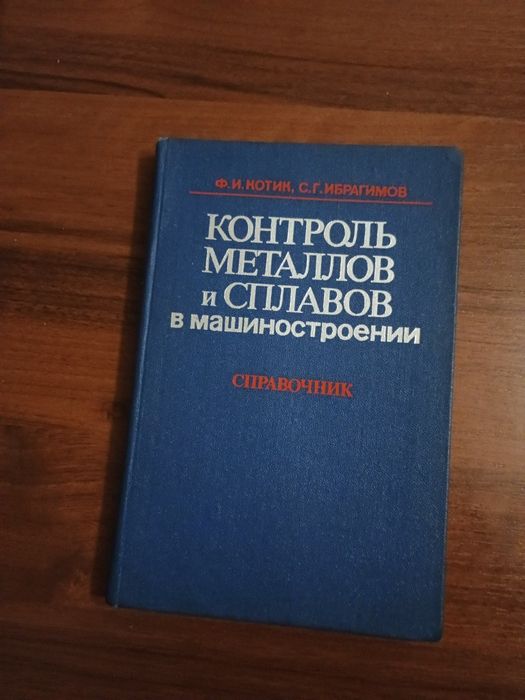 Ф.И.КОТИК, С.Г.ИБРАГИМОВ
КОНТРОЛЬ
МЕТАЛЛОВ
и СПЛАВОВ
в машиностроении
СПРАВОЧНИК